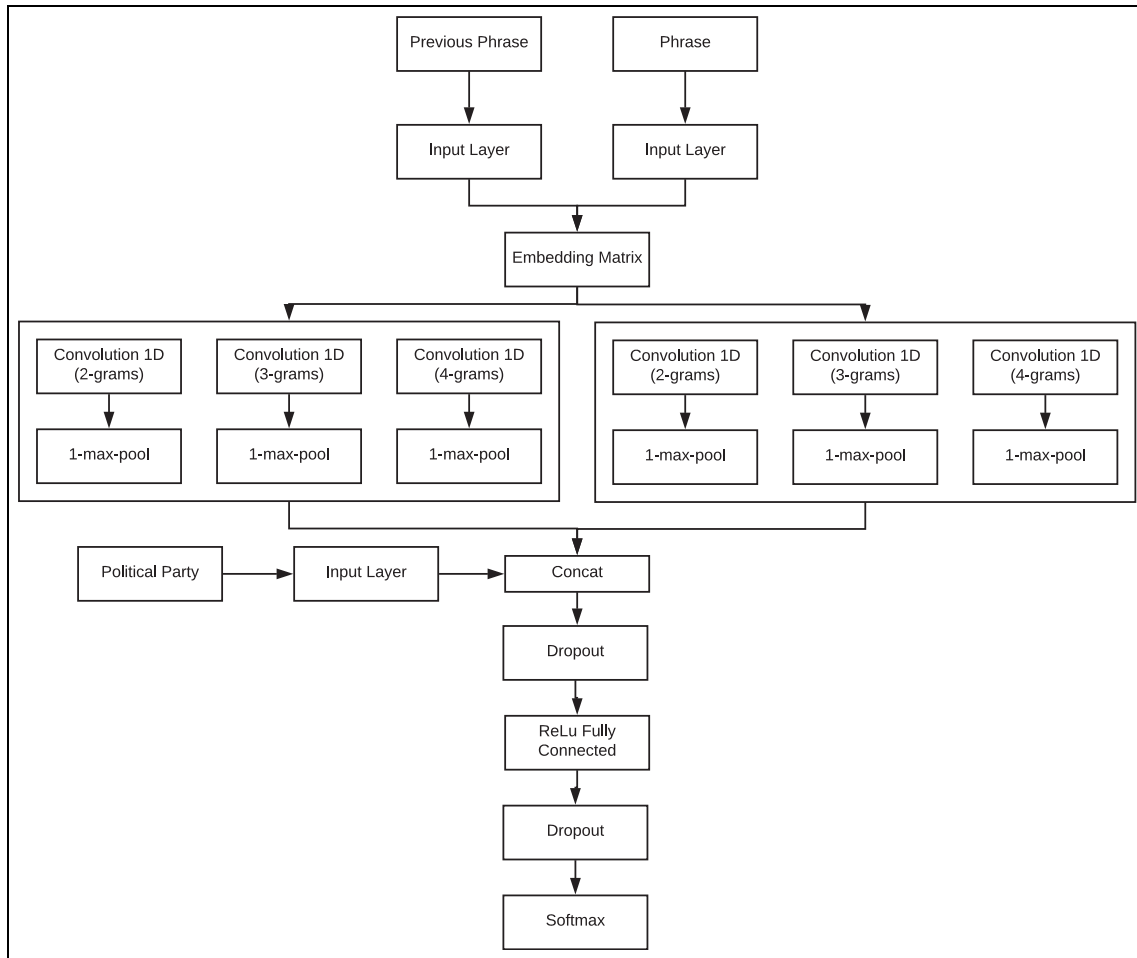 Previous Phrase
Phrase
Input Layer
Input Layer
Embedding Matrix
Convolution 1D
(2-grams)
Convolution 1D
(3-grams)
Convolution 1D
(4-grams)
Convolution 1D
(2-grams)
Convolution 1D
(3-grams)
Convolution 1D
(4-grams)
1-max-pool
1-max-pool
1-max-pool
1-max-pool
1-max-pool
1-max-pool
Political Party
Input Layer
Concat
Dropout
ReLu Fully
Connected
Dropout
Softmax